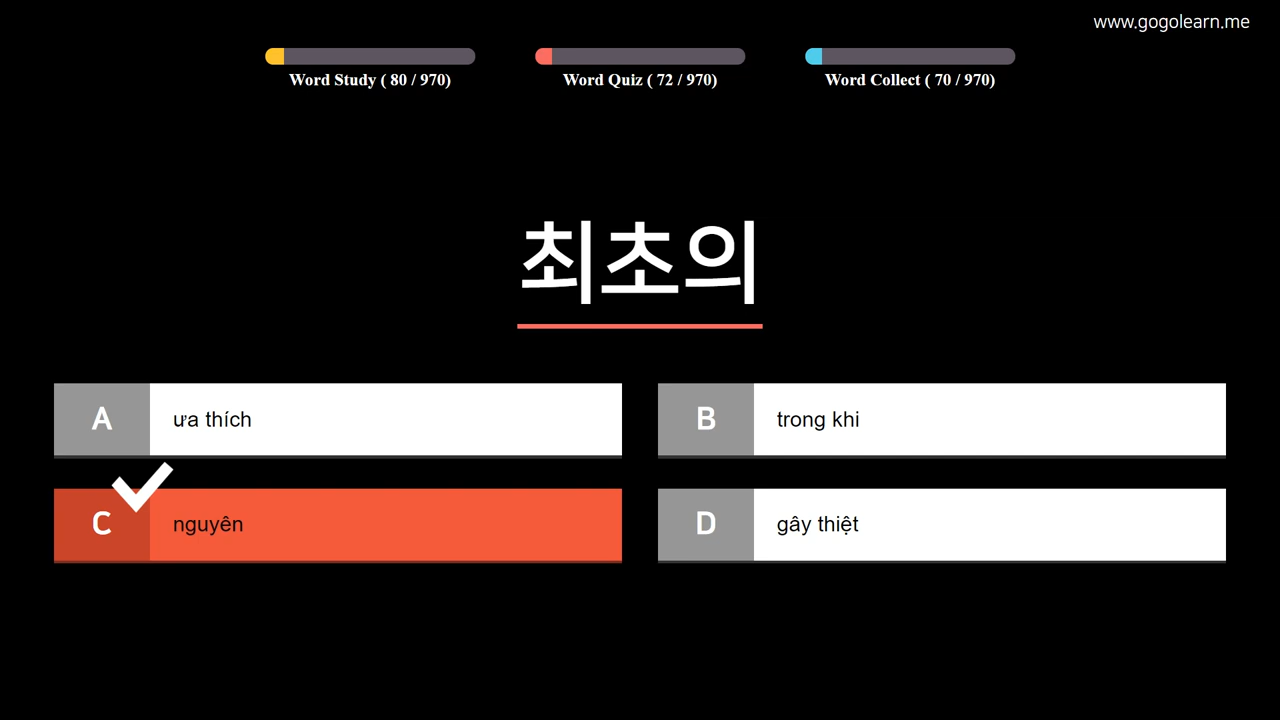 www.gogolearn.me
Word Study ( 80 / 970)
Word Quiz ( 72 / 970)
Word Collect ( 70 / 970)
최초의
A ưa thích
B trong khi
C nguyên
D gây thiệt